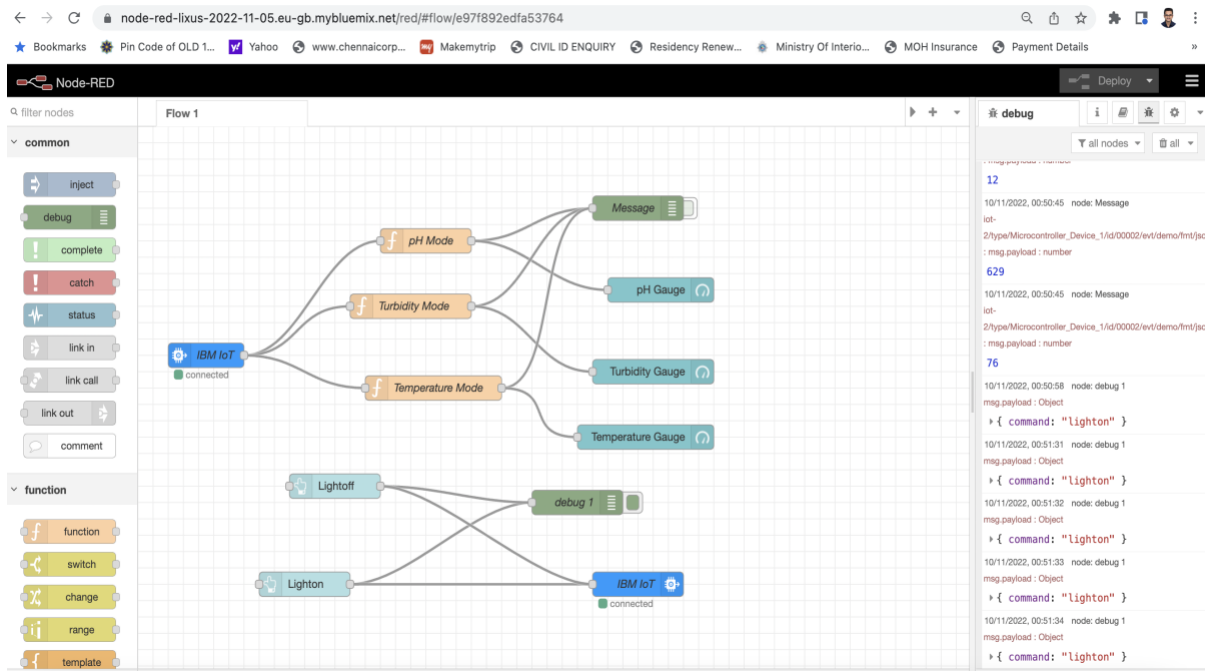 node-red-lixus-2022-11-05.eu-gb.mybluemix.net/red/#flow/e97f892edfa53764
Bookmarks
Pin Code of OLD 1...
Yahoo
www.chennaicorp...
Makemytrip
CIVIL ID ENQUIRY
Residency Renew...
Ministry Of Interio...
MOH Insurance
Payment Details
»
Node-RED
Deploy
filter nodes
Flow 1
debug
i
all nodes
all
common
inject
debug
complete
catch
status
link in
link call
link out
comment
function
function
switch
change
range
template
Message
pH Mode
pH Gauge
Turbidity Mode
IBM IoT
connected
Turbidity Gauge
Temperature Mode
Temperature Gauge
Lightoff
debug 1
Lighton
IBM IoT
connected
: msg.payload : number
12
10/11/2022, 00:50:45 node: Message
iot-
2/type/Microcontroller_Device_1/id/00002/evt/demo/fmt/jso
: msg.payload : number
629
10/11/2022, 00:50:45 node: Message
iot-
2/type/Microcontroller_Device_1/id/00002/evt/demo/fmt/jso
: msg.payload : number
76
10/11/2022, 00:50:58 node: debug 1
msg.payload : Object
{ command: "lighton" }
10/11/2022, 00:51:31 node: debug 1
msg.payload : Object
{ command: "lighton" }
10/11/2022, 00:51:32 node: debug 1
msg.payload : Object
{ command: "lighton" }
10/11/2022, 00:51:33 node: debug 1
msg.payload : Object
{ command: "lighton" }
10/11/2022, 00:51:34 node: debug 1
msg.payload : Object
{ command: "lighton" }